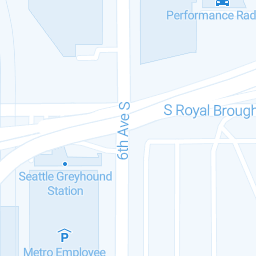 Performance Rad
S Royal Brough
6th Ave S
Seattle Greyhound
Station
P
Metro Employee